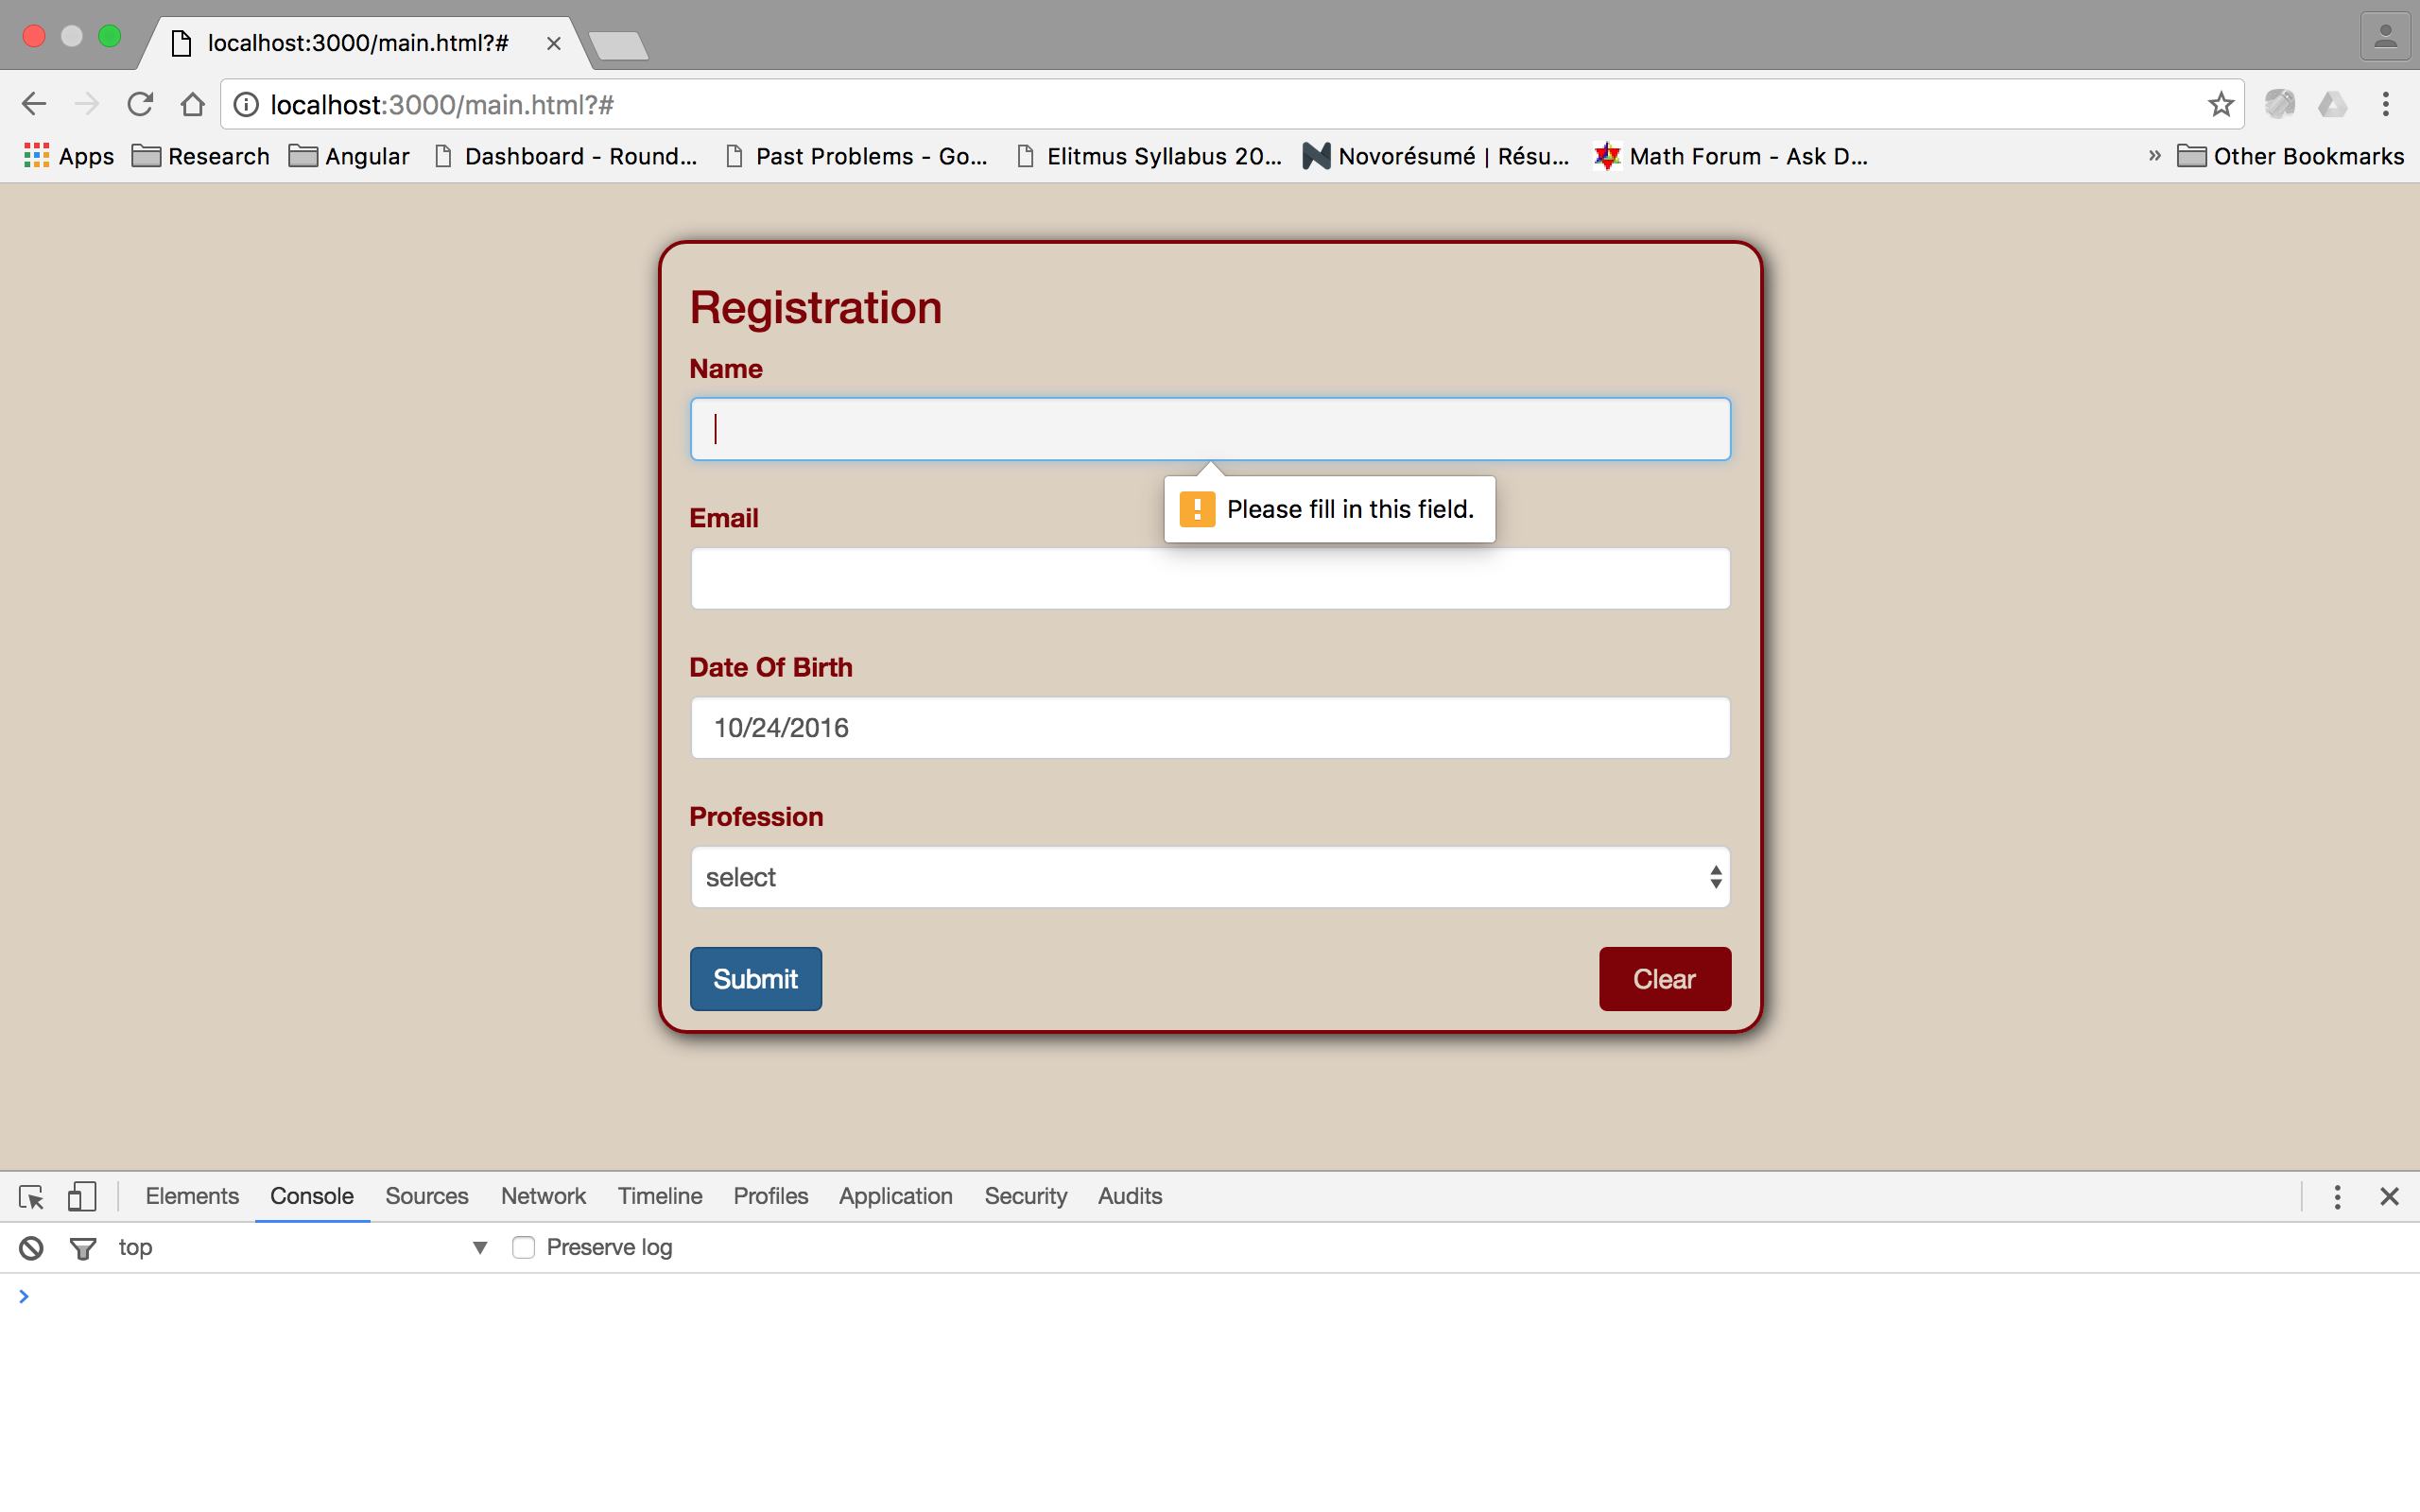 localhost:3000/main.html?#
localhost:3000/main.html?#
Apps Research Angular Dashboard - Round... Past Problems - Go... Elitmus Syllabus 20... Novorésumé | Résu... Math Forum - Ask D... » Other Bookmarks
Registration
Name
Please fill in this field.
Email
Date Of Birth
10/24/2016
Profession
select
Submit Clear
Elements Console Sources Network Timeline Profiles Application Security Audits
top Preserve log